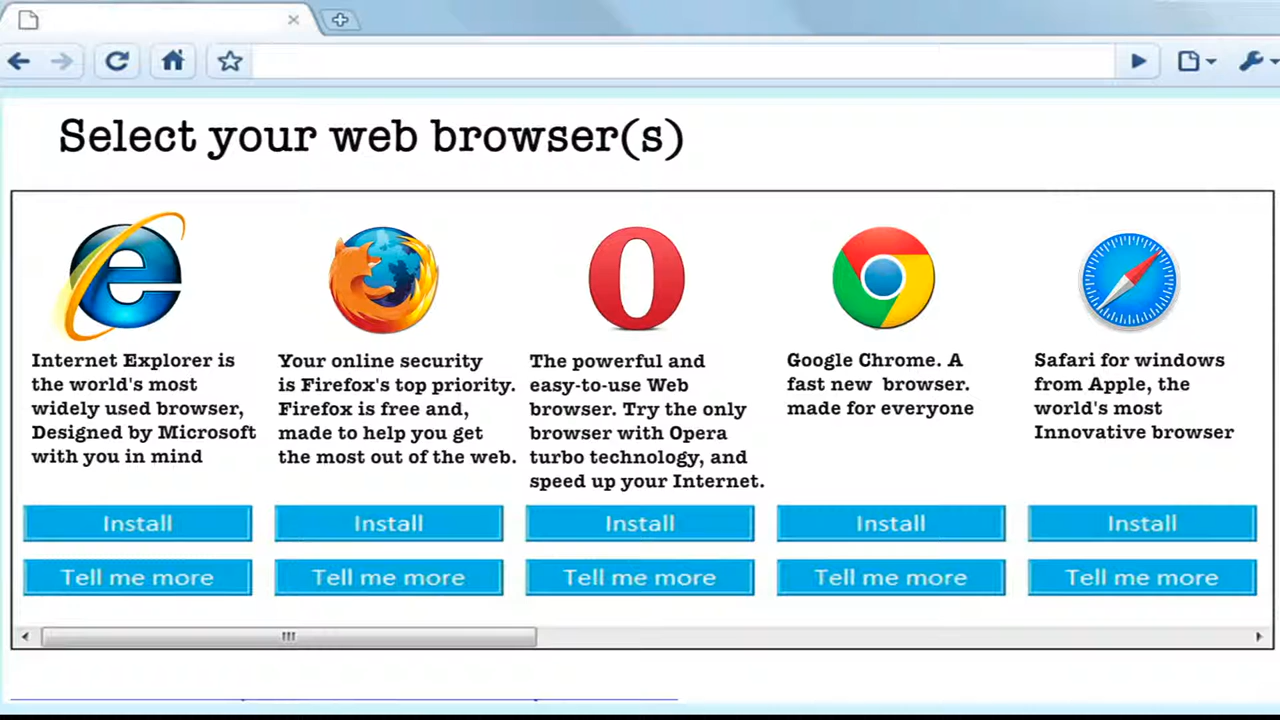 Select your web browser(s)
Internet Explorer is
the world's most
widely used browser,
Designed by Microsoft
with you in mind
Your online security
is Firefox's top priority.
Firefox is free and,
made to help you get
the most out of the web.
The powerful and
easy-to-use Web
browser. Try the only
browser with Opera
turbo technology, and
speed up your Internet.
Google Chrome. A
fast new browser.
made for everyone
Safari for windows
from Apple, the
world's most
Innovative browser
Install
Install
Install
Install
Install
Tell me more
Tell me more
Tell me more
Tell me more
Tell me more